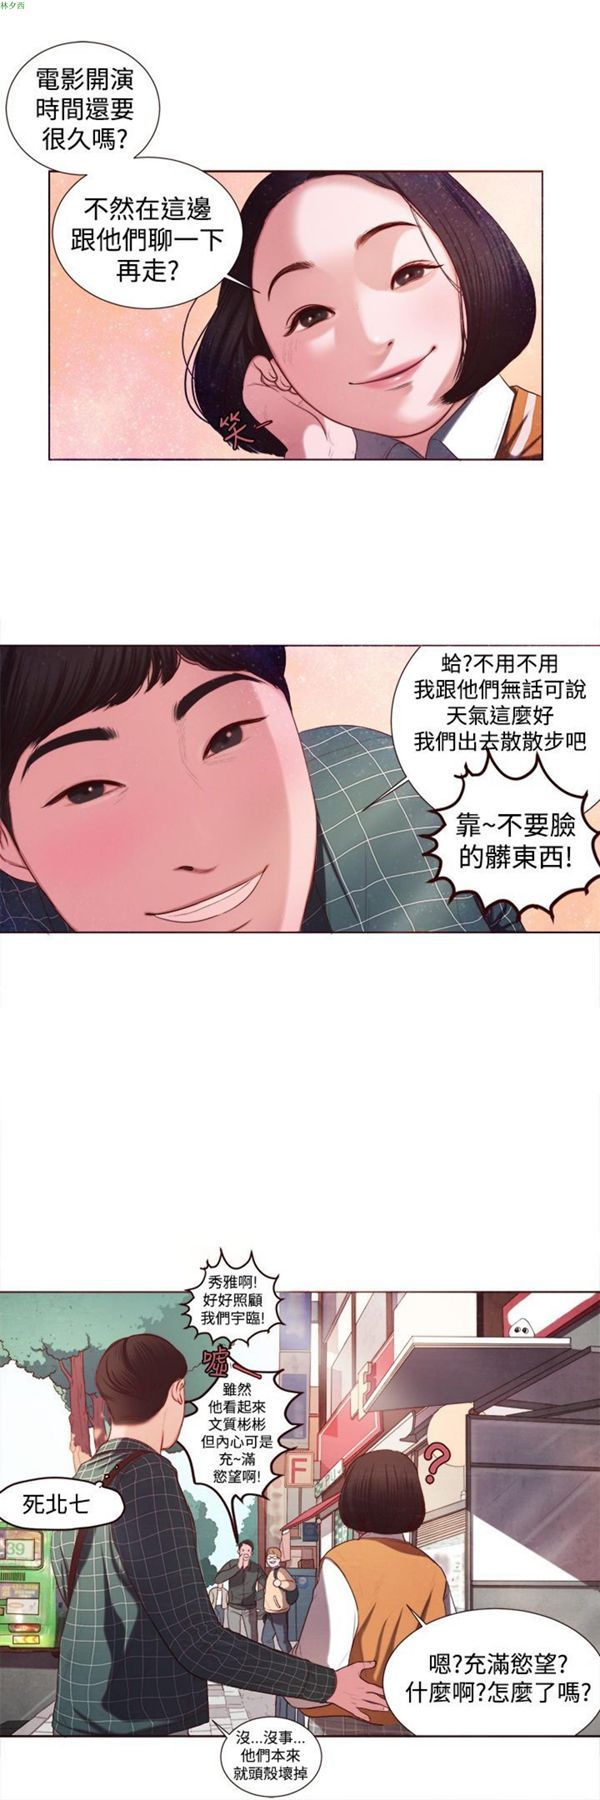 林夕西
電影開演
時間還要
很久嗎?
不然在這邊
跟他們聊一下
再走?
笑~
蛤?不用不用
我跟他們無話可說
天氣這麼好
我們出去散散步吧
靠~不要臉
的髒東西!
秀雅啊!
好好照顧
我們宇臨!
噓~
雖然
他看起來
文質彬彬
但內心可是
充~滿
慾望啊!
F
死北七
39
?
嗯?充滿慾望?
什麼啊?怎麼了嗎?
沒...沒事...
他們本來
就頭殼壞掉